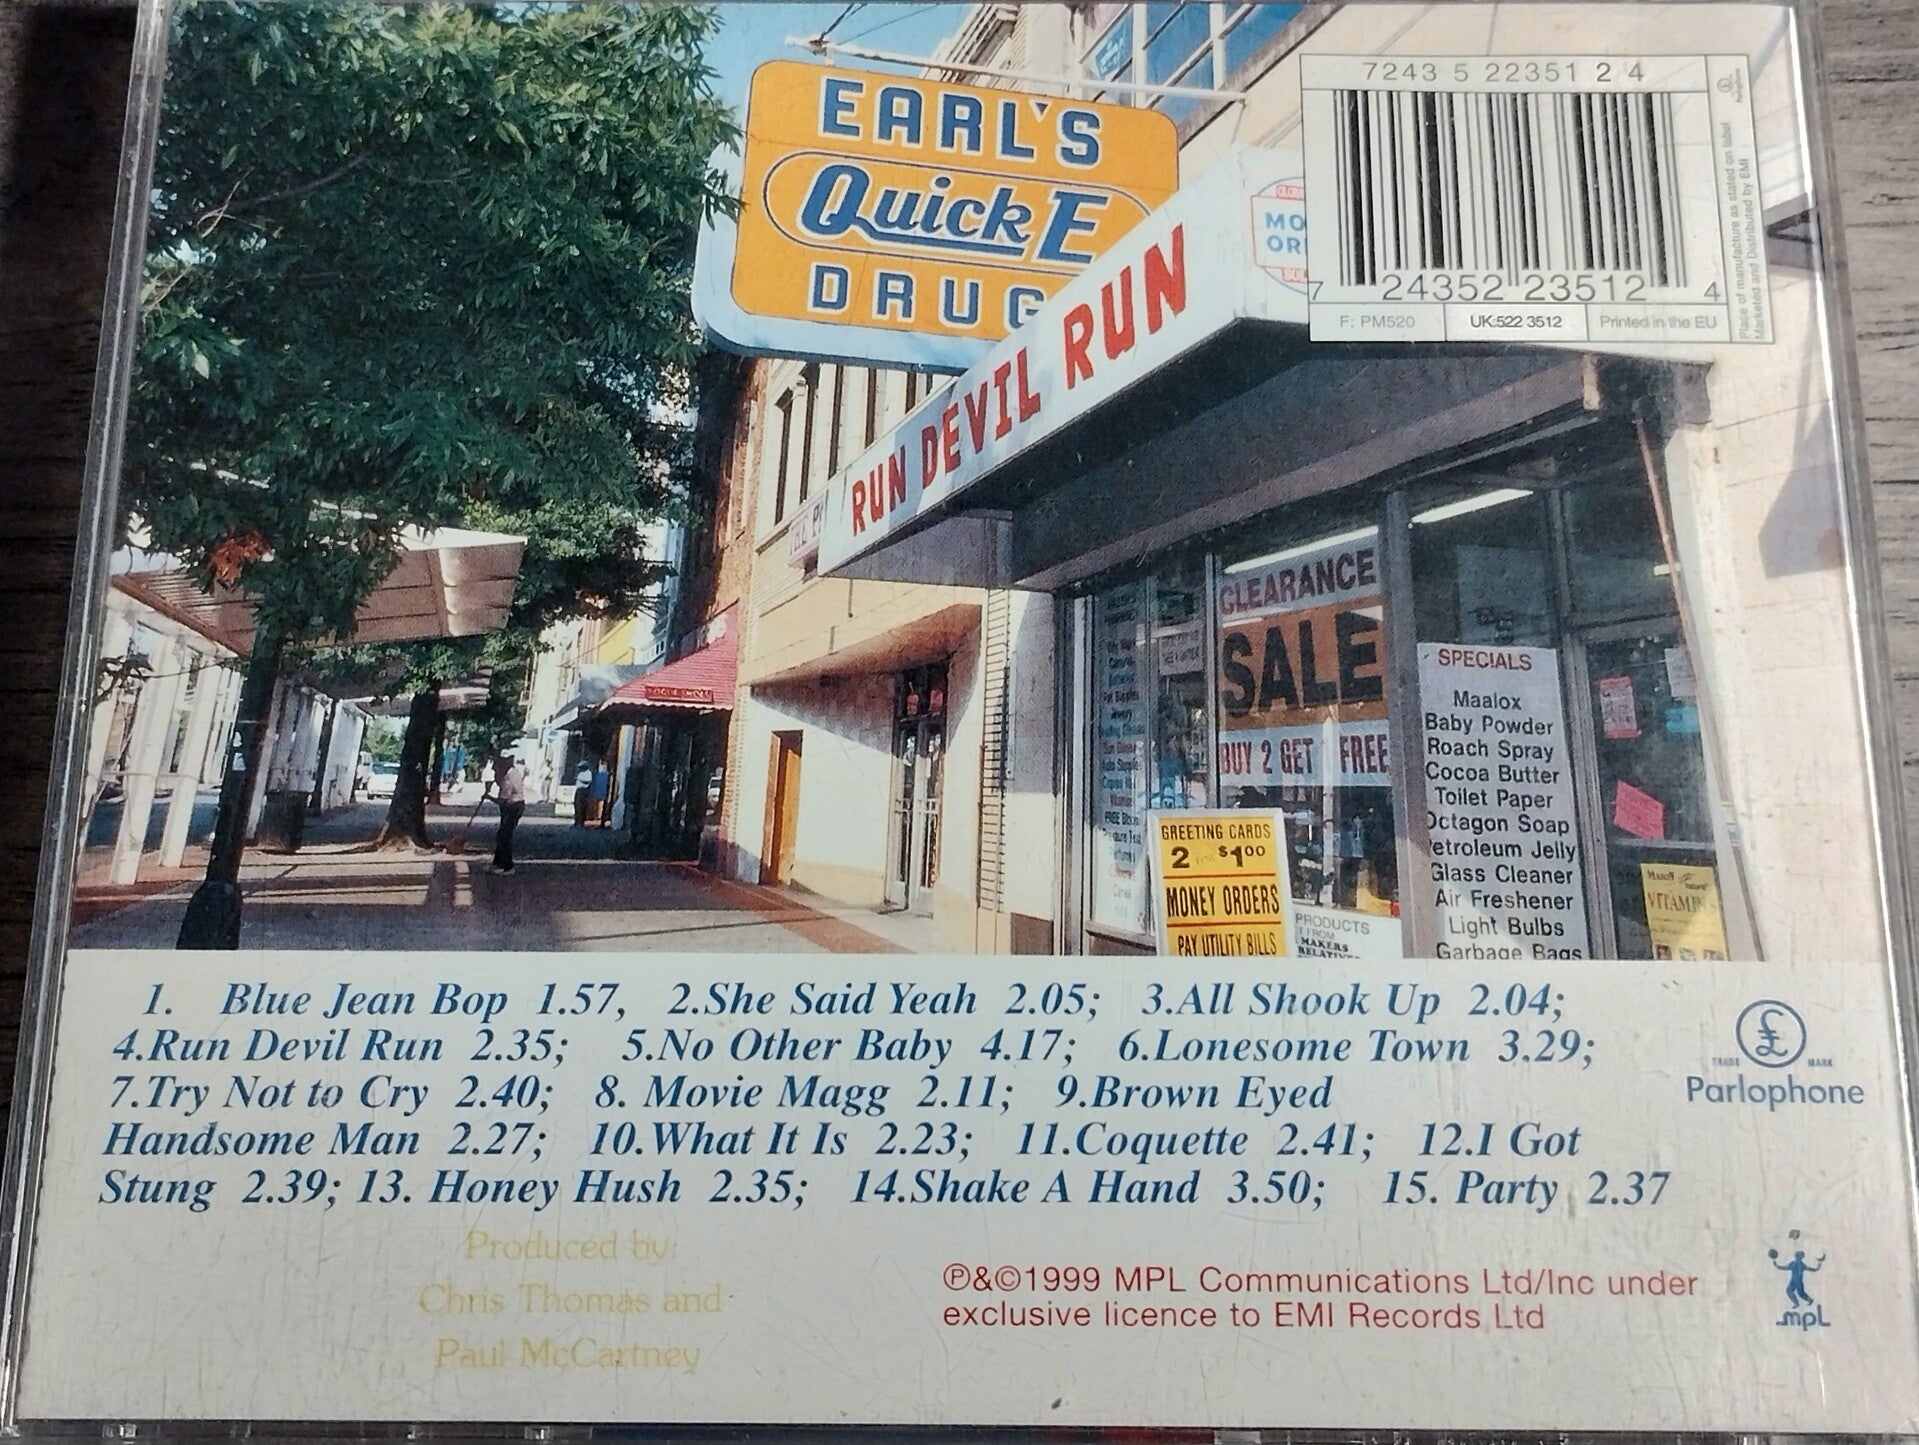 EARL'S
Quick E
DRUG
RUN DEVIL RUN
MO
OR
7243 5 22351 2 4
7 24352 23512 4
F: PM520
UK:522 3512
Printed in the EU
Place of manufacture as stated on label
Marketed and Distributed by EMI
CLEARANCE
SALE
BUY 2 GET 1 FREE
SPECIALS
Maalox
Baby Powder
Roach Spray
Cocoa Butter
Toilet Paper
Octagon Soap
Petroleum Jelly
Glass Cleaner
Air Freshener
Light Bulbs
Garbage Bags
GREETING CARDS
2 FOR $1.00
MONEY ORDERS
PAY UTILITY BILLS
PRODUCTS
FROM
MAKERS
VITAMINS
1. Blue Jean Bop 1.57, 2.She Said Yeah 2.05; 3.All Shook Up 2.04;
4.Run Devil Run 2.35; 5.No Other Baby 4.17; 6.Lonesome Town 3.29;
7.Try Not to Cry 2.40; 8. Movie Magg 2.11; 9.Brown Eyed
Handsome Man 2.27; 10.What It Is 2.23; 11.Coquette 2.41; 12.I Got
Stung 2.39; 13. Honey Hush 2.35; 14.Shake A Hand 3.50; 15. Party 2.37
TRADE MARK
Parlophone
Produced by:
Chris Thomas and
Paul McCartney
℗&©1999 MPL Communications Ltd/Inc under
exclusive licence to EMI Records Ltd
mpL